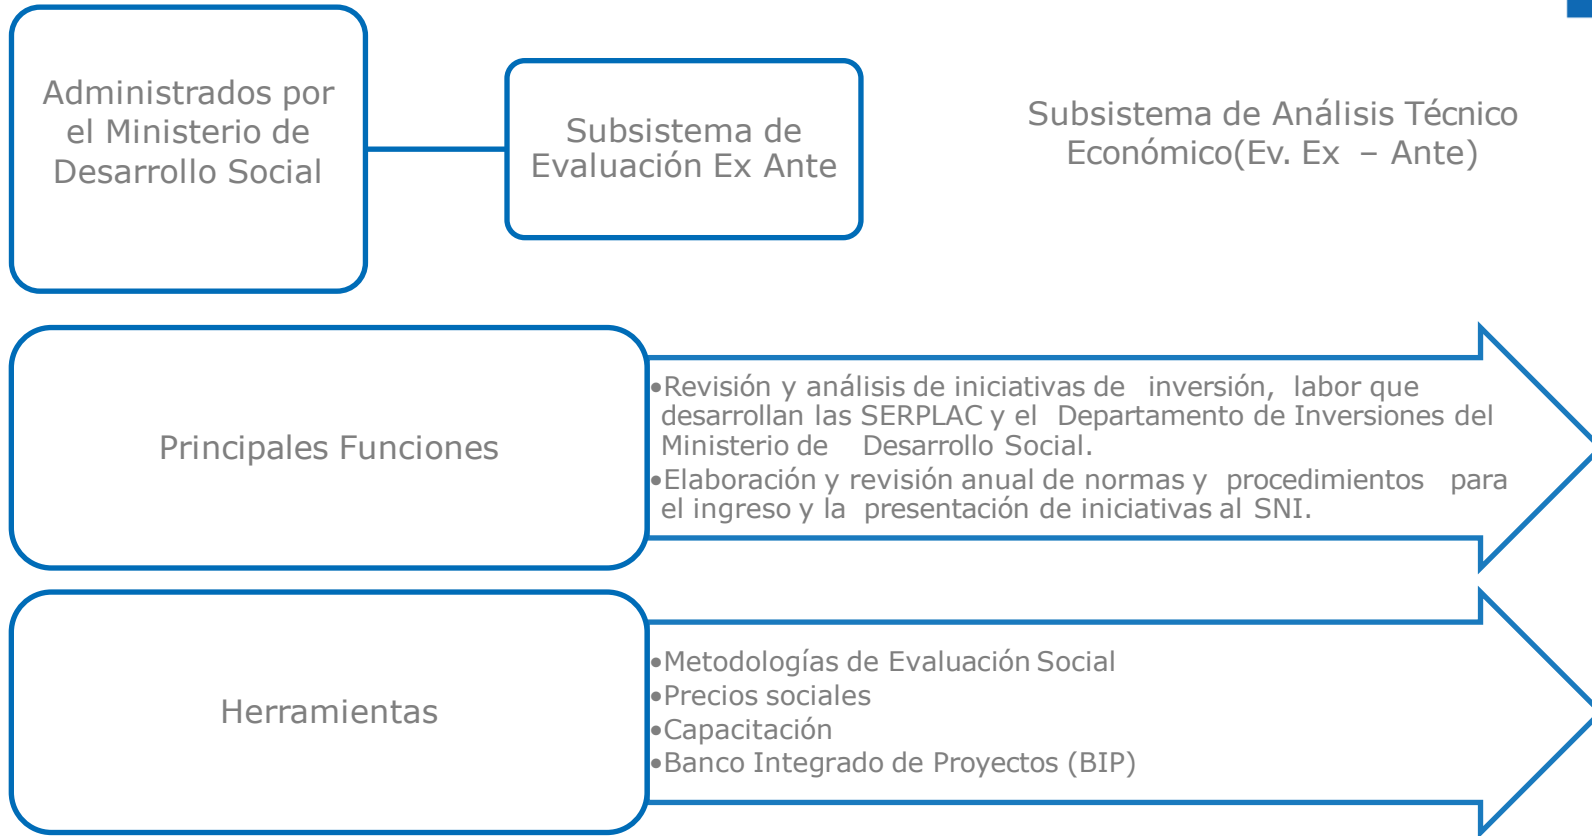 Administrados por
el Ministerio de
Desarrollo Social
Subsistema de
Evaluación Ex Ante
Subsistema de Análisis Técnico
Económico(Ev. Ex – Ante)
Principales Funciones
•Revisión y análisis de iniciativas de inversión, labor que
desarrollan las SERPLAC y el Departamento de Inversiones del
Ministerio de Desarrollo Social.
•Elaboración y revisión anual de normas y procedimientos para
el ingreso y la presentación de iniciativas al SNI.
Herramientas
•Metodologías de Evaluación Social
•Precios sociales
•Capacitación
•Banco Integrado de Proyectos (BIP)